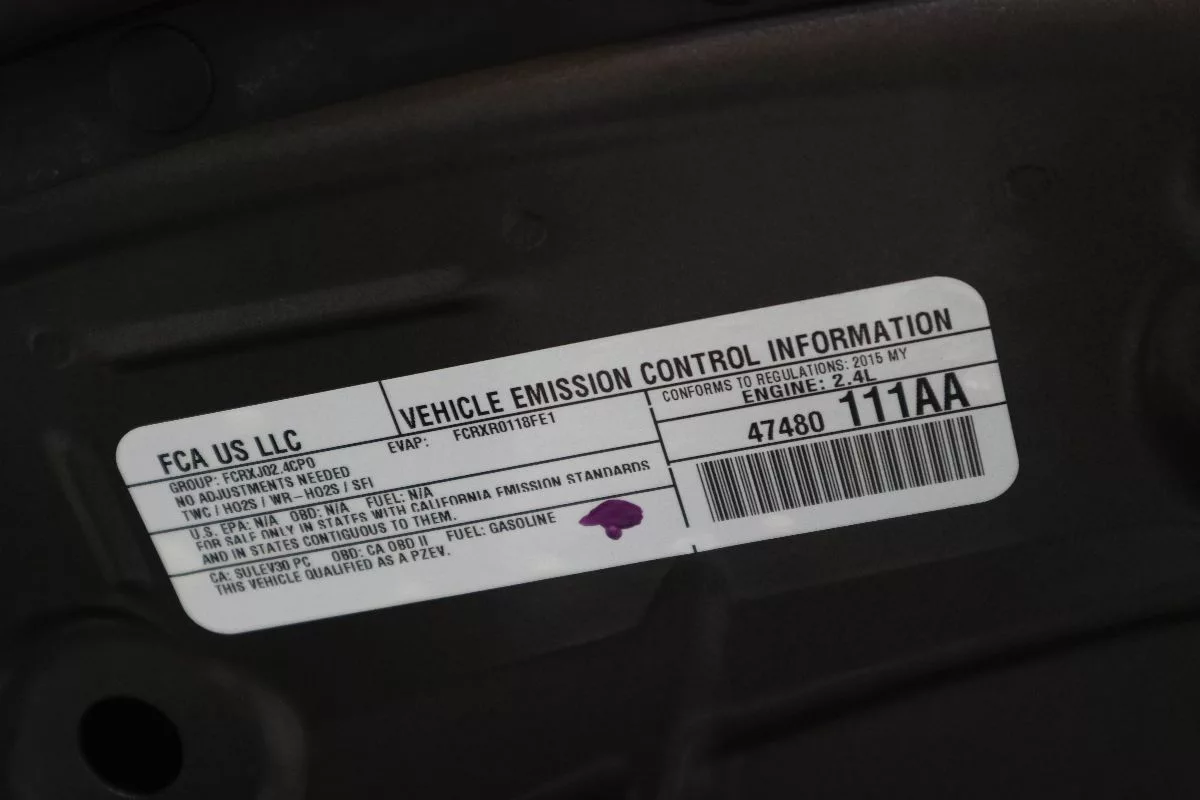 FCA US LLC
VEHICLE EMISSION CONTROL INFORMATION
GROUP: FCRXJ02.4CP0
EVAP: FCRXR0118FE1
NO ADJUSTMENTS NEEDED
TWC / HO2S / WR-HO2S / SFI
U.S. EPA: N/A OBD: N/A FUEL: N/A
FOR SALE ONLY IN STATES WITH CALIFORNIA EMISSION STANDARDS
AND IN STATES CONTIGUOUS TO THEM.
CA: SULEV30 PC OBD: CA OBD II FUEL: GASOLINE
THIS VEHICLE QUALIFIED AS A PZEV.
CONFORMS TO REGULATIONS: 2015 MY
ENGINE: 2.4L
47480 111AA